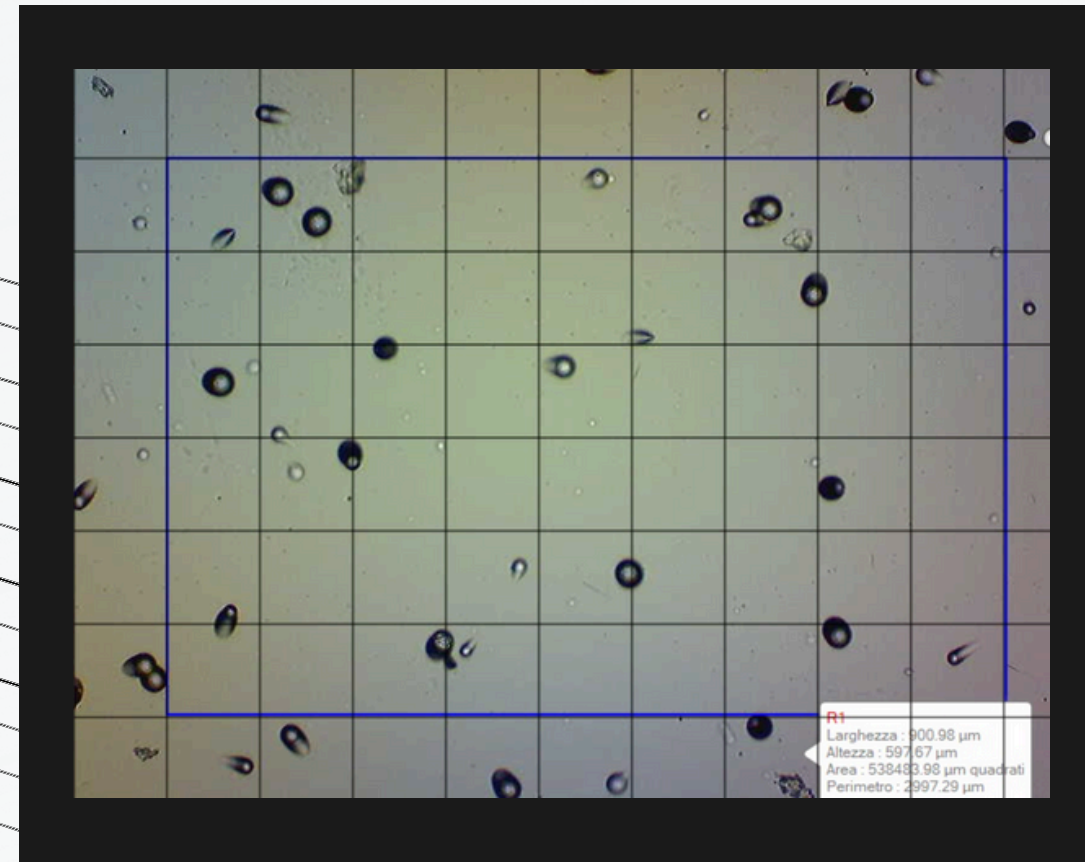 R1
Larghezza : 900.98 µm
Altezza : 597.67 µm
Area : 538483.98 µm quadrati
Perimetro : 2997.29 µm